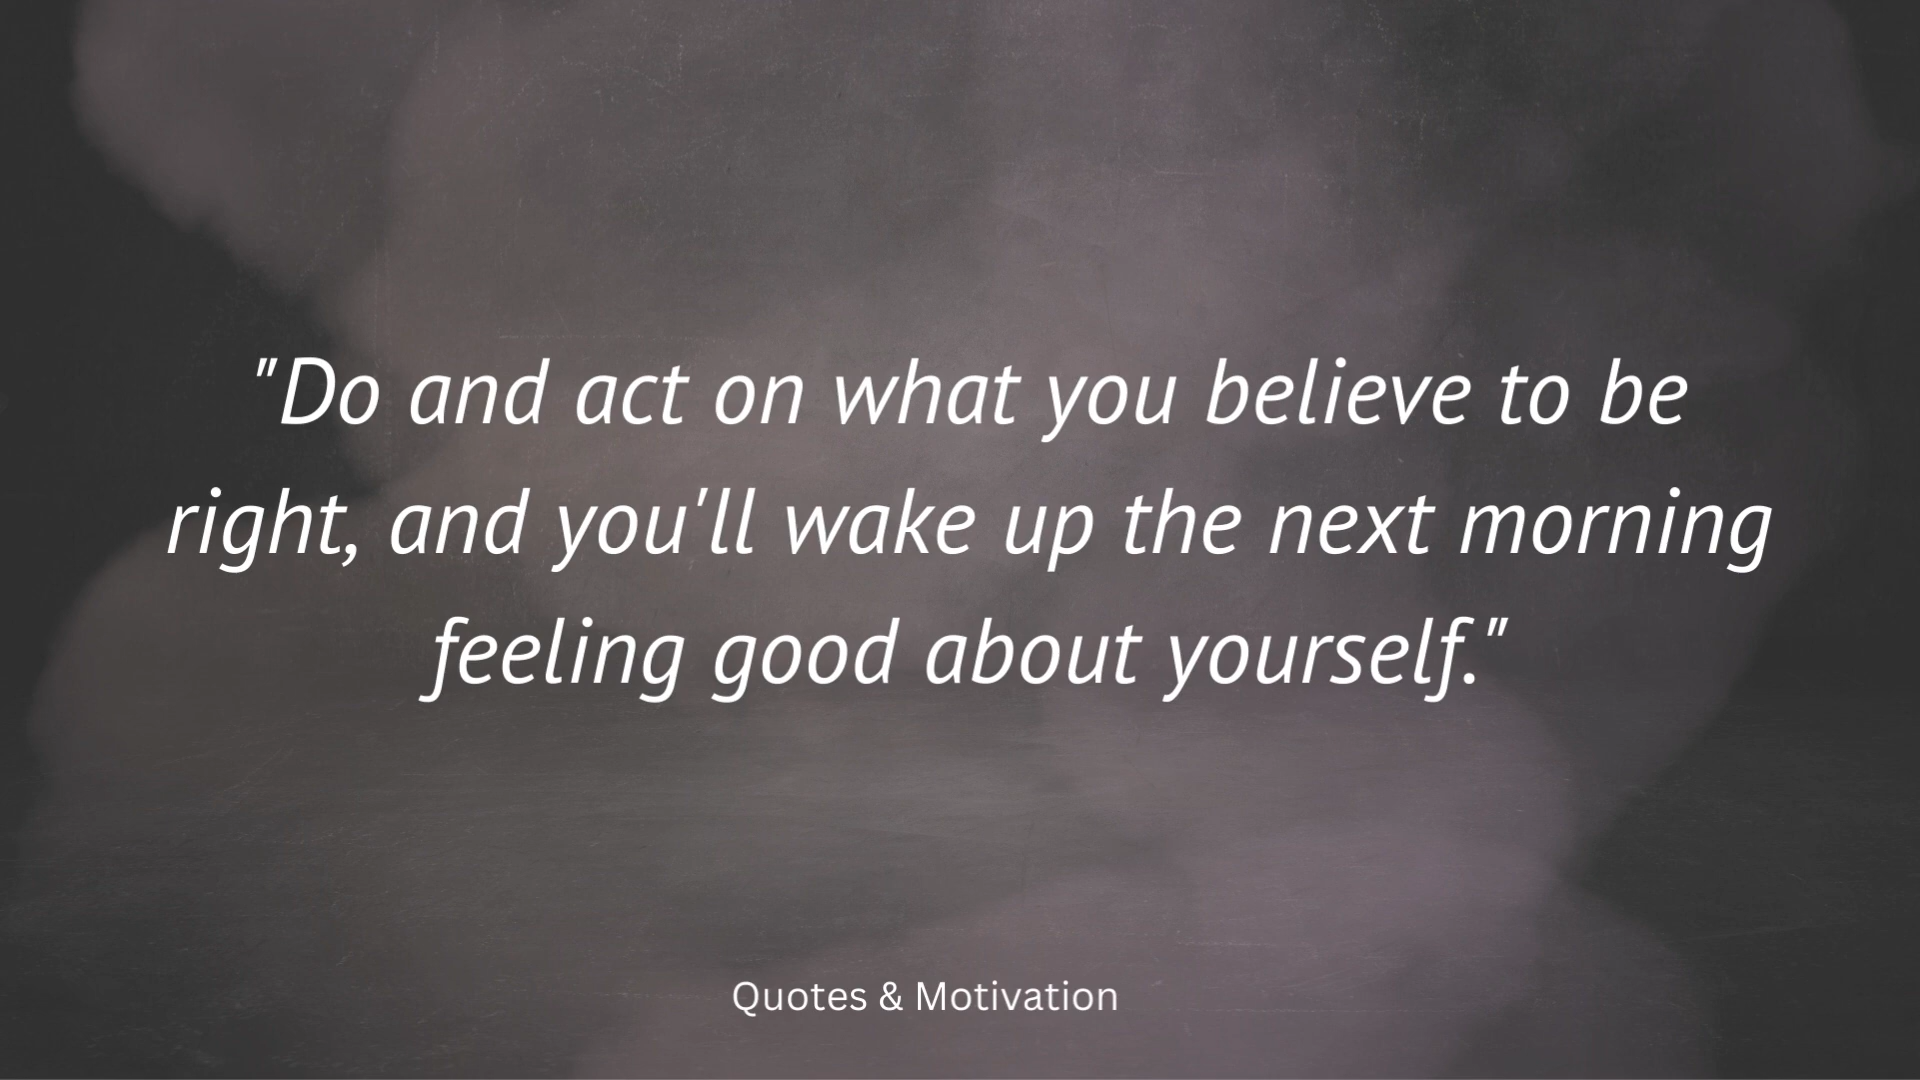 "Do and act on what you believe to be
right, and you'll wake up the next morning
feeling good about yourself."
Quotes & Motivation